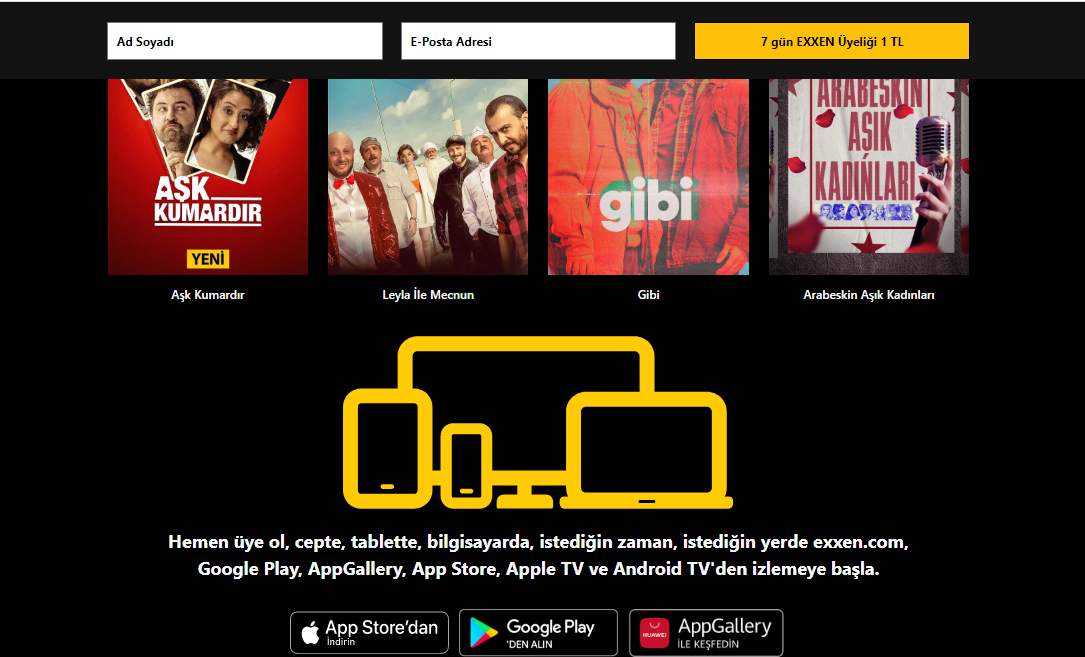 Ad Soyadı
E-Posta Adresi
7 gün EXXEN Üyeliği 1 TL
AŞK
KUMARDIR
YENİ
gibi
ARABESKİN
AŞIK
KADINLARI
Aşk Kumardır
Leyla İle Mecnun
Gibi
Arabeskin Aşık Kadınları
Hemen üye ol, cepte, tablette, bilgisayarda, istediğin zaman, istediğin yerde exxen.com,
Google Play, AppGallery, App Store, Apple TV ve Android TV'den izlemeye başla.
App Store'dan
İndirin
Google Play
'DEN ALIN
HUAWEI
AppGallery
İLE KEŞFEDİN